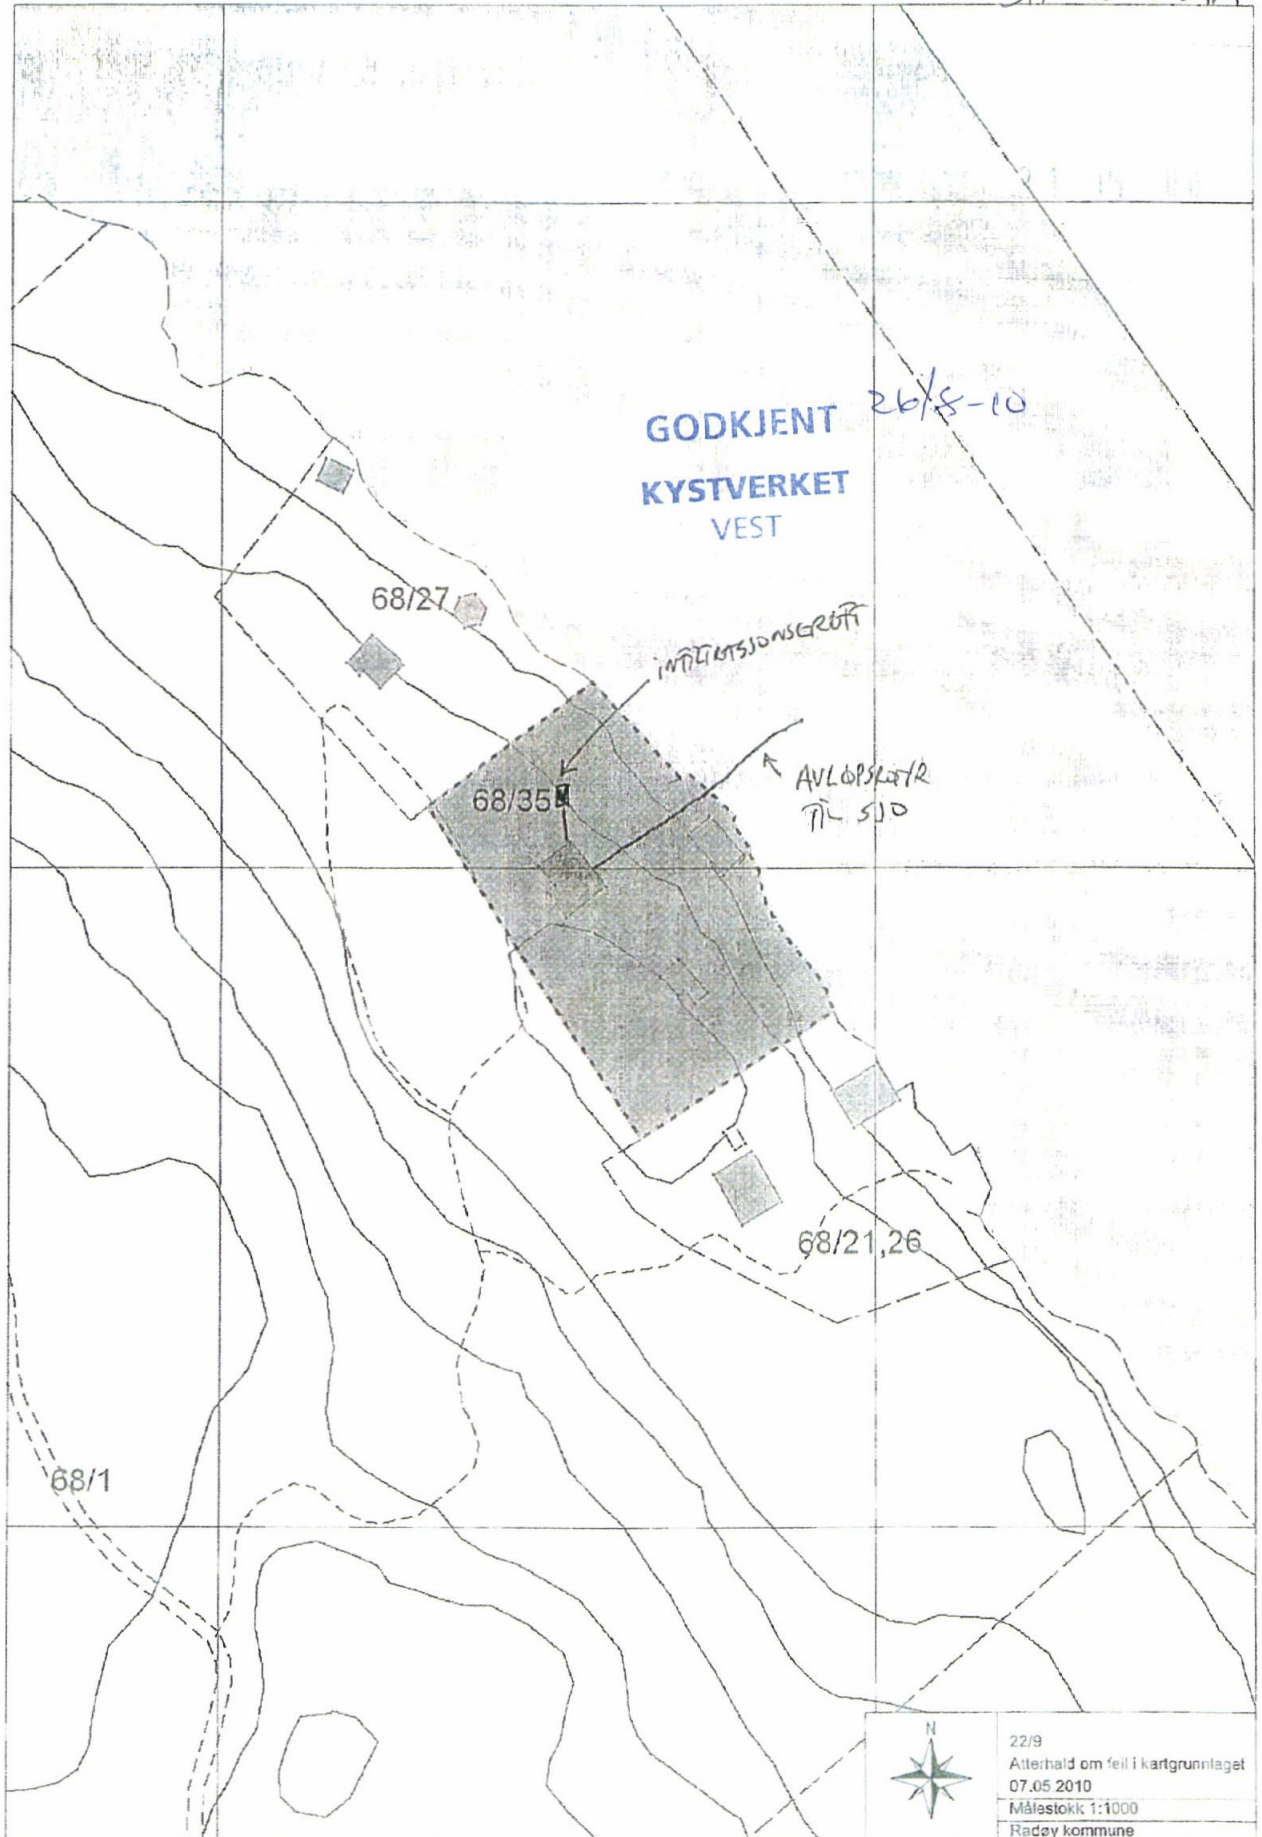 GODKJENT 26/8-10
KYSTVERKET
VEST
68/27
INFILTRASJONSGRØFT
68/35
AVLØPSRØYR
TIL SJØ
68/21,26
68/1
N
22/9
Atterhald om feil i kartgrunnlaget
07.05.2010
Målestokk 1:1000
Radøy kommune